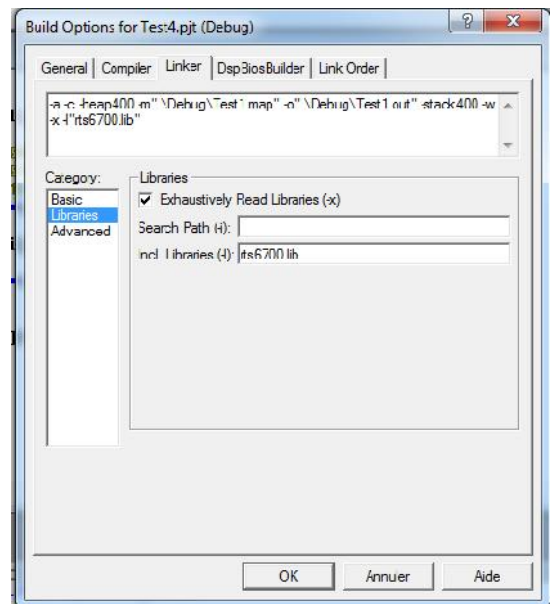 Build Options for Test4.pjt (Debug)
General Compiler Linker DspBiosBuilder Link Order
-a -c -heap400 -m".\Debug\Test1.map" -o".\Debug\Test1.out" -stack400 -w
-x -l"rts6700.lib"
Category:
Basic
Libraries
Advanced
Libraries
Exhaustively Read Libraries (-x)
Search Path (-i):
Incl. Libraries (-l): rts6700.lib
OK Annuler Aide